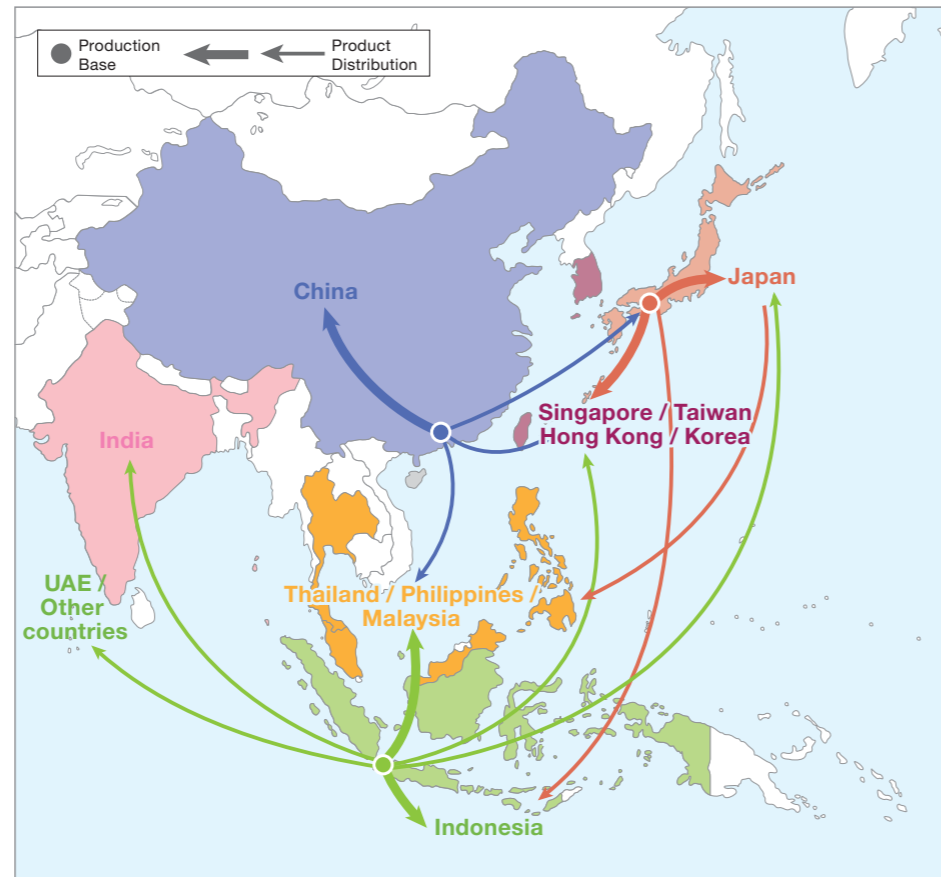 Production
Base
Product
Distribution
China
Japan
Singapore / Taiwan
Hong Kong / Korea
India
UAE /
Other
countries
Thailand / Philippines /
Malaysia
Indonesia